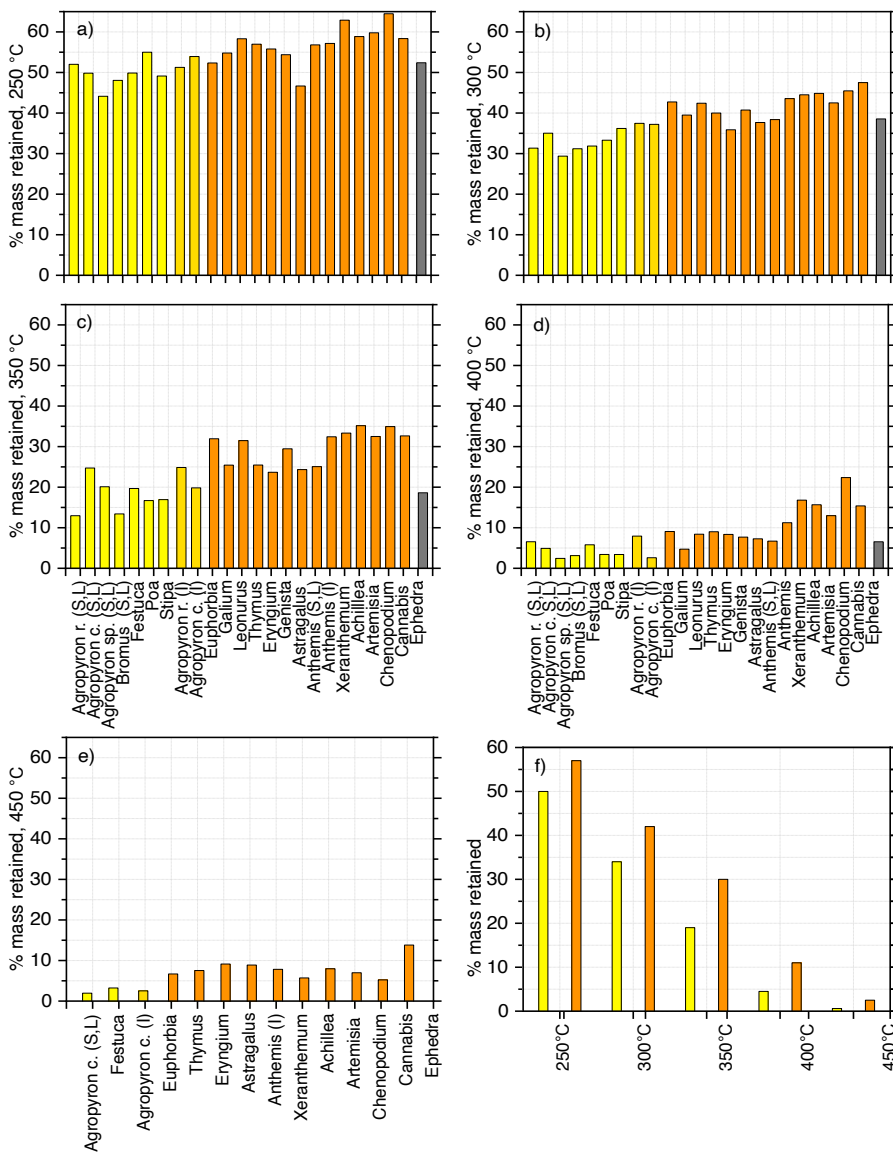 a)
% mass retained, 250 °C
60
50
40
30
20
10
0
b)
% mass retained, 300 °C
60
50
40
30
20
10
0
c)
% mass retained, 350 °C
60
50
40
30
20
10
0
Agropyron r. (S,L)
Agropyron c. (S,L)
Agropyron sp. (S,L)
Bromus (S,L)
Festuca
Poa
Stipa
Agropyron r. (I)
Agropyron c. (I)
Euphorbia
Galium
Leonurus
Thymus
Eryngium
Genista
Astragalus
Anthemis (S,L)
Anthemis (I)
Xeranthemum
Achilllea
Artemisia
Chenopodium
Cannabis
Ephedra
d)
% mass retained, 400 °C
60
50
40
30
20
10
0
Agropyron r. (S,L)
Agropyron c. (S,L)
Agropyron sp. (S,L)
Bromus (S,L)
Festuca
Poa
Stipa
Agropyron r. (I)
Agropyron c. (I)
Euphorbia
Galium
Leonurus
Thymus
Eryngium
Genista
Astragalus
Anthemis (S,L)
Anthemis
Xeranthemum
Achilllea
Artemisia
Chenopodium
Cannabis
Ephedra
e)
% mass retained, 450 °C
60
50
40
30
20
10
0
Agropyron c. (S,L)
Festuca
Agropyron c. (I)
Euphorbia
Thymus
Eryngium
Astragalus
Anthemis (I)
Xeranthemum
Achillea
Artemisia
Chenopodium
Cannabis
Ephedra
f)
% mass retained
60
50
40
30
20
10
0
250°C
300°C
350°C
400°C
450°C